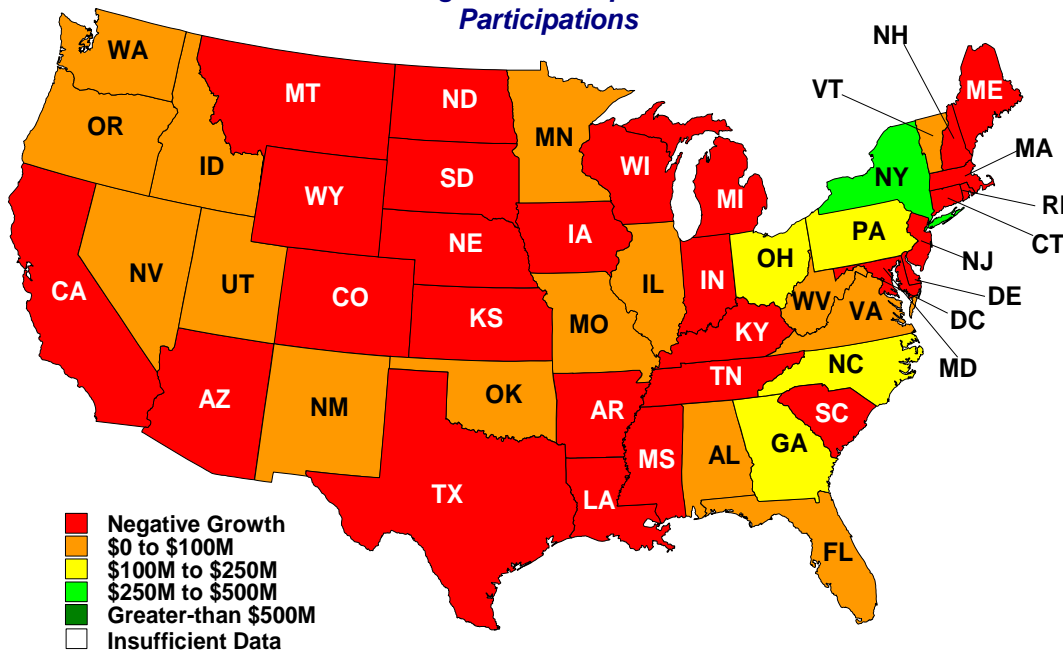 Participations
WA
MT
ND
MN
OR
ID
WY
SD
WI
MI
VT
NH
ME
MA
NY
RI
CT
NE
IA
PA
NJ
NV
UT
CA
CO
KS
MO
IL
IN
OH
WV
VA
DE
DC
MD
KY
AZ
NM
OK
AR
TN
NC
SC
MS
AL
GA
TX
LA
FL
Negative Growth
$0 to $100M
$100M to $250M
$250M to $500M
Greater-than $500M
Insufficient Data